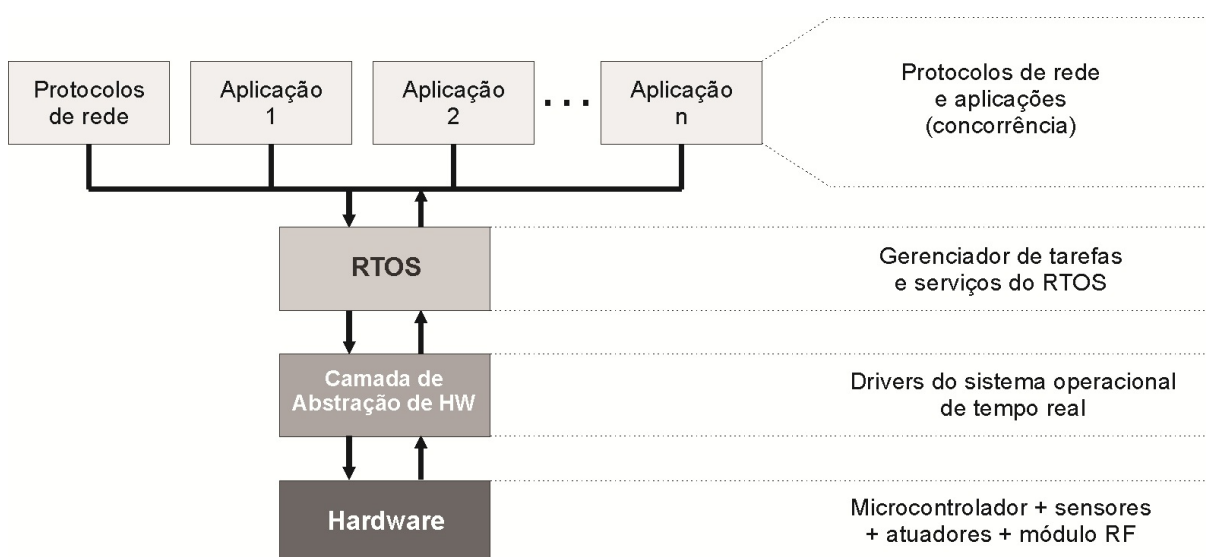 Protocolos
de rede
Aplicação
1
Aplicação
2
...
Aplicação
n
Protocolos de rede
e aplicações
(concorrência)
RTOS
Gerenciador de tarefas
e serviços do RTOS
Camada de
Abstração de HW
Drivers do sistema operacional
de tempo real
Hardware
Microcontrolador + sensores
+ atuadores + módulo RF